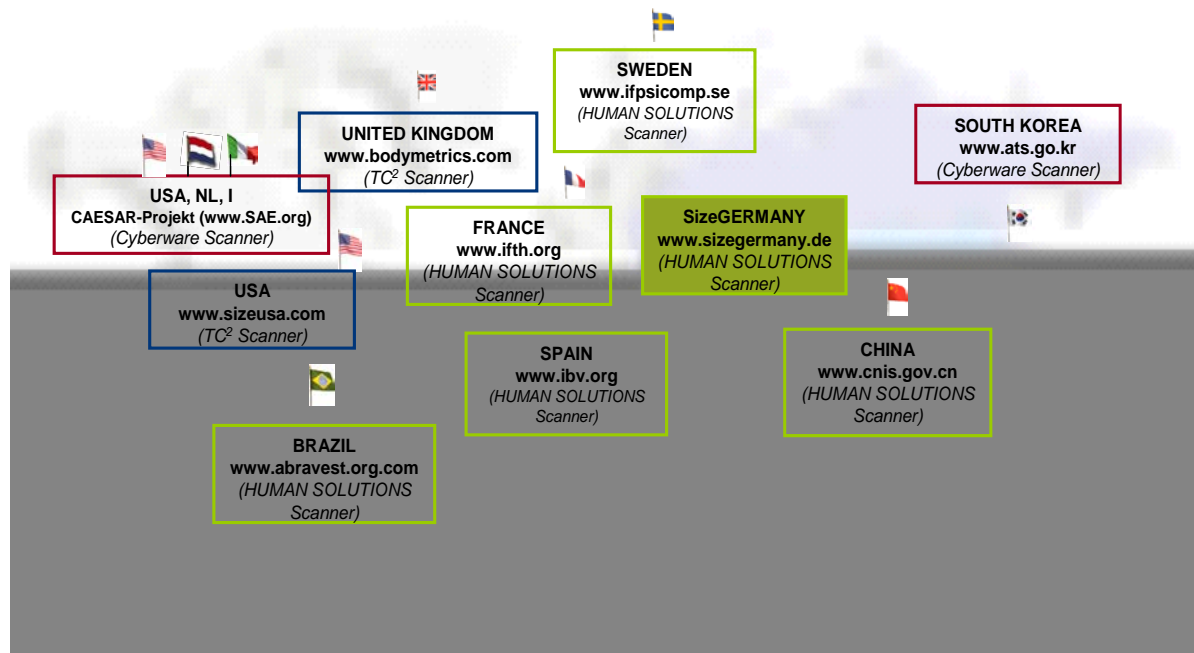 SWEDEN
www.ifpsicomp.se
(HUMAN SOLUTIONS
Scanner)
UNITED KINGDOM
www.bodymetrics.com
(TC² Scanner)
SOUTH KOREA
www.ats.go.kr
(Cyberware Scanner)
USA, NL, I
CAESAR-Projekt (www.SAE.org)
(Cyberware Scanner)
FRANCE
www.ifth.org
(HUMAN SOLUTIONS
Scanner)
SizeGERMANY
www.sizegermany.de
(HUMAN SOLUTIONS
Scanner)
USA
www.sizeusa.com
(TC² Scanner)
SPAIN
www.ibv.org
(HUMAN SOLUTIONS
Scanner)
CHINA
www.cnis.gov.cn
(HUMAN SOLUTIONS
Scanner)
BRAZIL
www.abravest.org.com
(HUMAN SOLUTIONS
Scanner)